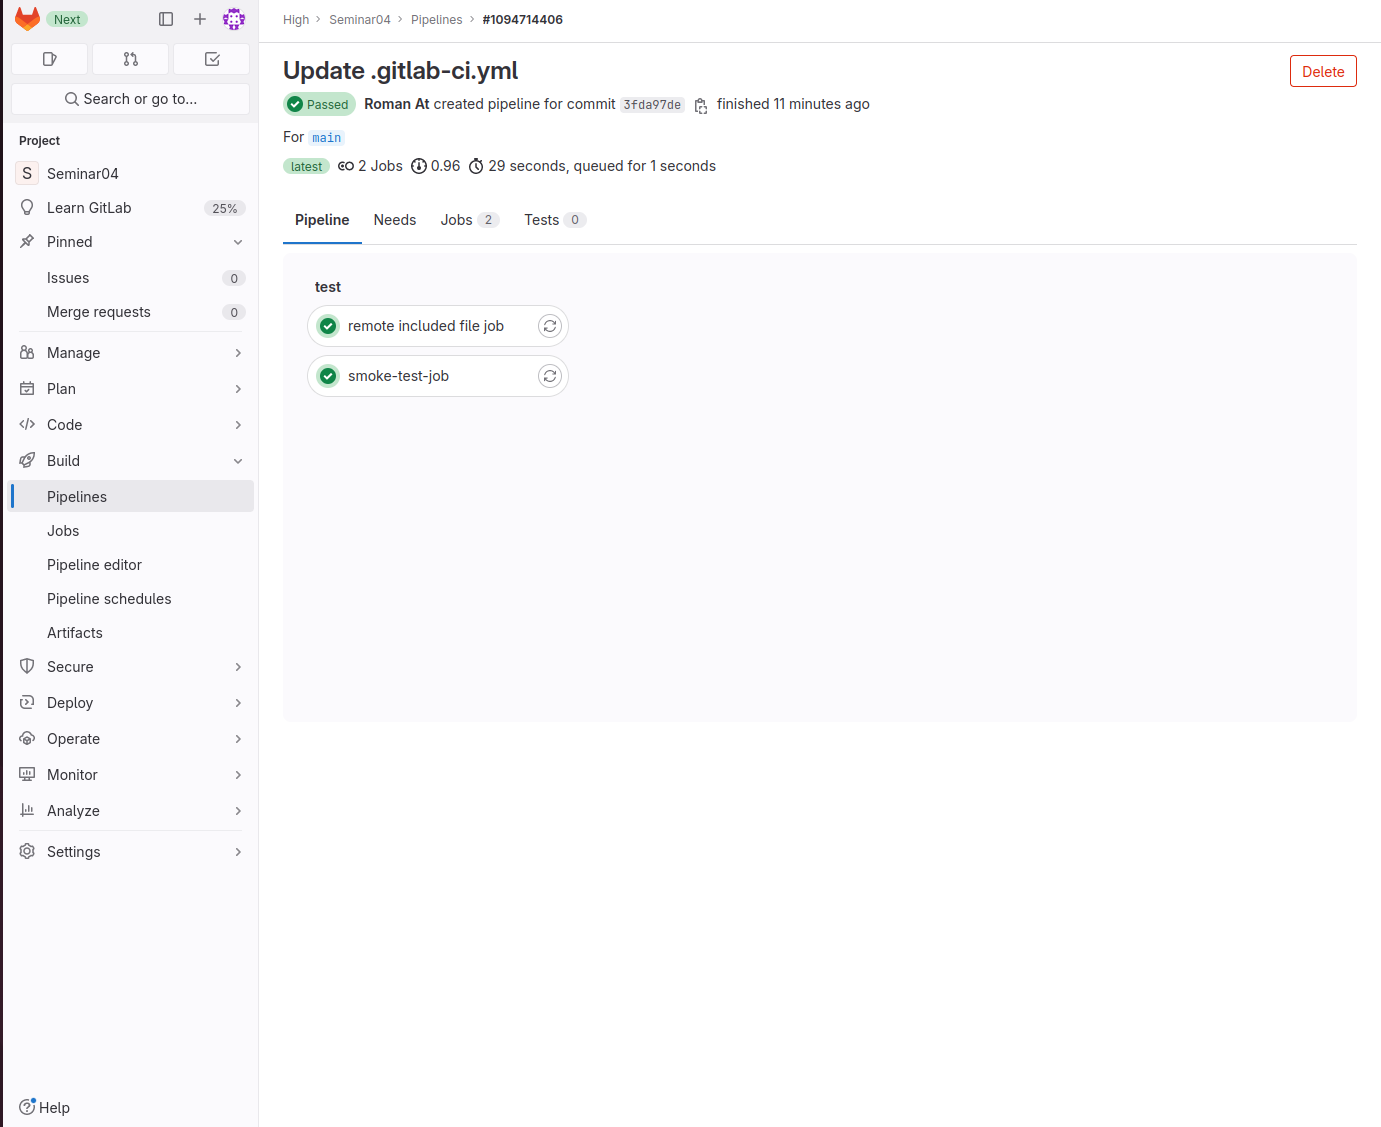 Next
Search or go to...
Project
S Seminar04
Learn GitLab 25%
Pinned
Issues 0
Merge requests 0
Manage
Plan
Code
Build
Pipelines
Jobs
Pipeline editor
Pipeline schedules
Artifacts
Secure
Deploy
Operate
Monitor
Analyze
Settings
Help
High › Seminar04 › Pipelines › #1094714406
Update .gitlab-ci.yml
Delete
Passed Roman At created pipeline for commit 3fda97de finished 11 minutes ago
For main
latest 2 Jobs 0.96 29 seconds, queued for 1 seconds
Pipeline Needs Jobs 2 Tests 0
test
remote included file job
smoke-test-job